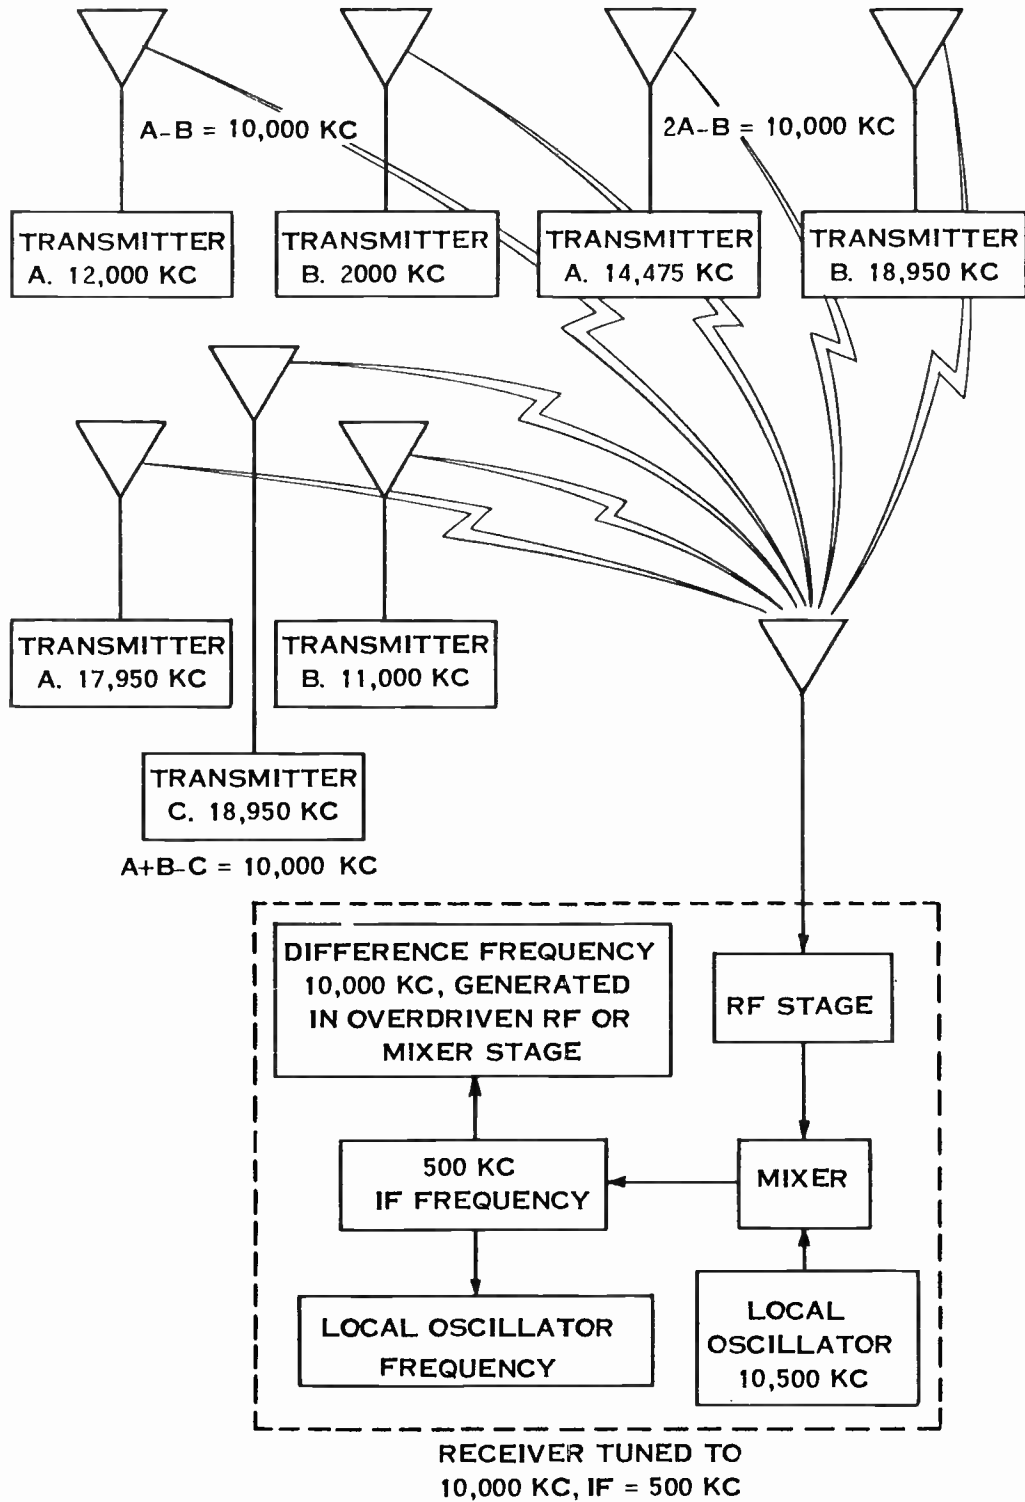 A-B = 10,000 KC
2A-B = 10,000 KC
TRANSMITTER
A. 12,000 KC
TRANSMITTER
B. 2000 KC
TRANSMITTER
A. 14,475 KC
TRANSMITTER
B. 18,950 KC
TRANSMITTER
A. 17,950 KC
TRANSMITTER
B. 11,000 KC
TRANSMITTER
C. 18,950 KC
A+B-C = 10,000 KC
DIFFERENCE FREQUENCY
10,000 KC, GENERATED
IN OVERDRIVEN RF OR
MIXER STAGE
RF STAGE
500 KC
IF FREQUENCY
MIXER
LOCAL OSCILLATOR
FREQUENCY
LOCAL
OSCILLATOR
10,500 KC
RECEIVER TUNED TO
10,000 KC, IF = 500 KC